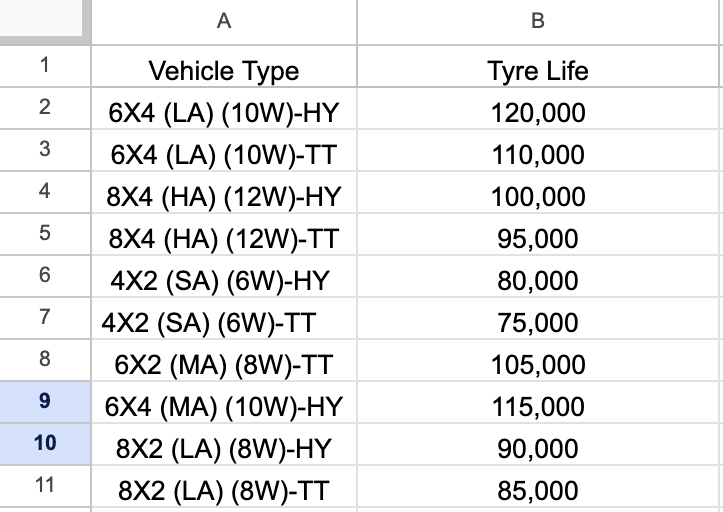 A B
1 Vehicle Type Tyre Life
2 6X4 (LA) (10W)-HY 120,000
3 6X4 (LA) (10W)-TT 110,000
4 8X4 (HA) (12W)-HY 100,000
5 8X4 (HA) (12W)-TT 95,000
6 4X2 (SA) (6W)-HY 80,000
7 4X2 (SA) (6W)-TT 75,000
8 6X2 (MA) (8W)-TT 105,000
9 6X4 (MA) (10W)-HY 115,000
10 8X2 (LA) (8W)-HY 90,000
11 8X2 (LA) (8W)-TT 85,000